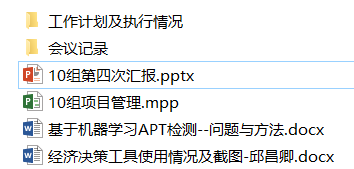 工作计划及执行情况
会议记录
10组第四次汇报.pptx
10组项目管理.mpp
基于机器学习APT检测--问题与方法.docx
经济决策工具使用情况及截图-邱昌卿.docx